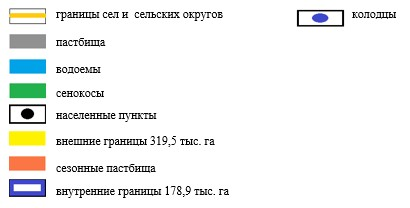 границы сел и сельских округов
колодцы
пастбища
водоемы
сенокосы
населенные пункты
внешние границы 319,5 тыс. га
сезонные пастбища
внутренние границы 178,9 тыс. га